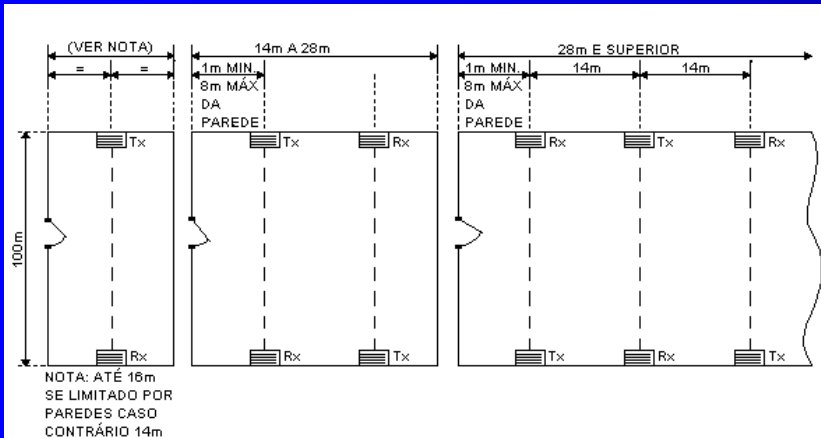 (VER NOTA)
=
=
Tx
100m
Rx
NOTA: ATÉ 16m
SE LIMITADO POR
PAREDES CASO
CONTRÁRIO 14m
14m A 28m
1m MIN.
8m MÁX
DA
PAREDE
Tx
Rx
Rx
Tx
28m E SUPERIOR
1m MIN.
14m
14m
8m MÁX
DA
PAREDE
Rx
Tx
Rx
Tx
Rx
Tx